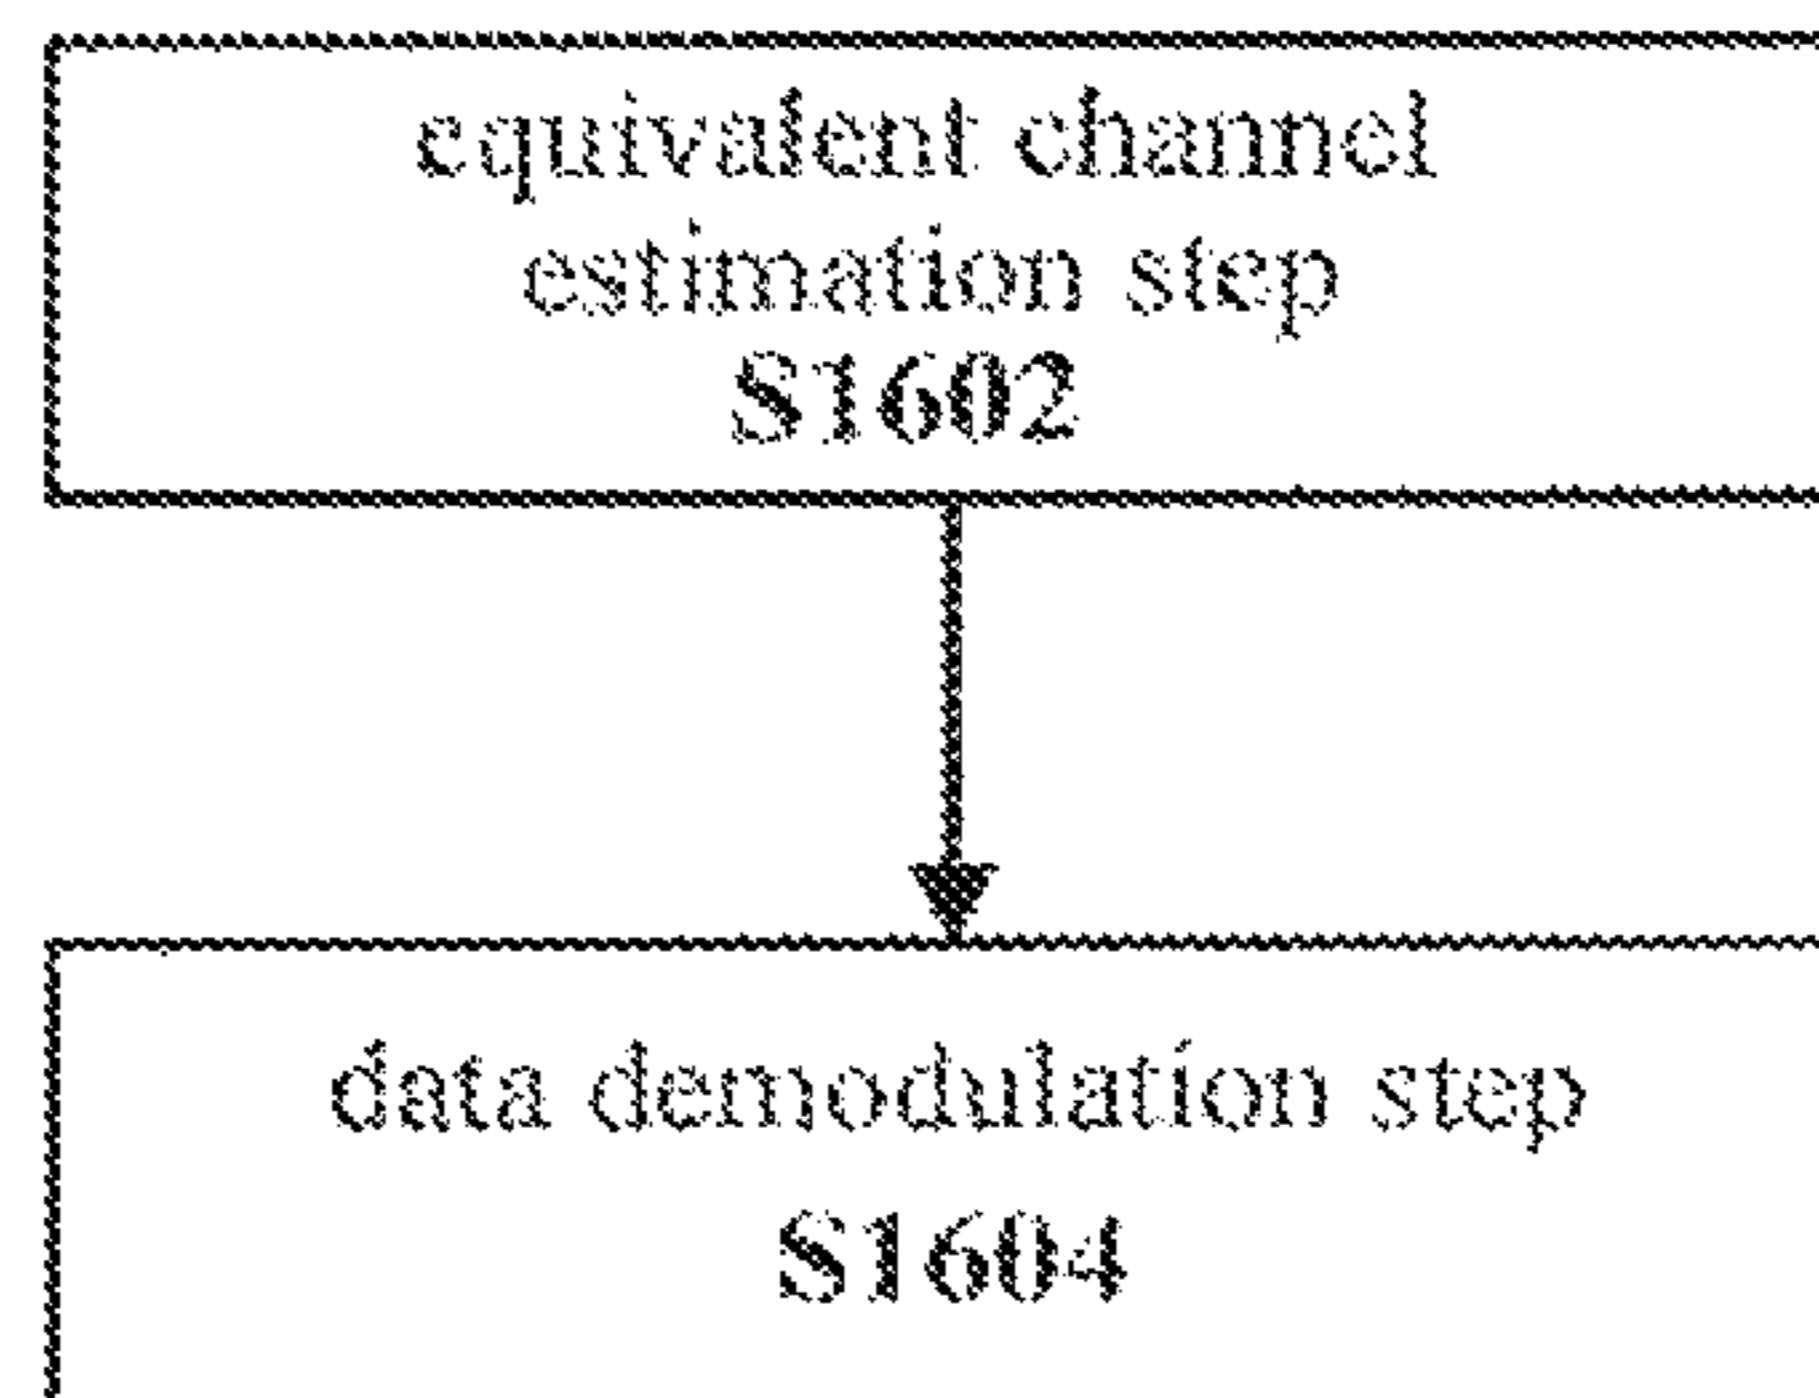 equivalent channel
estimation step
S1602
data demodulation step
S1604